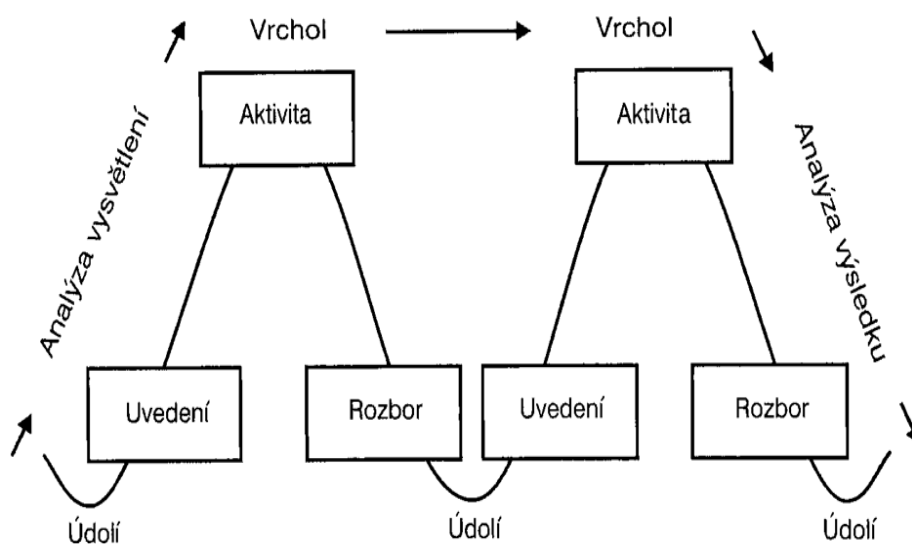 Vrchol
Vrchol
Aktivita
Aktivita
Analýza vysvětlení
Analýza výsledku
Uvedení
Rozbor
Uvedení
Rozbor
Údolí
Údolí
Údolí